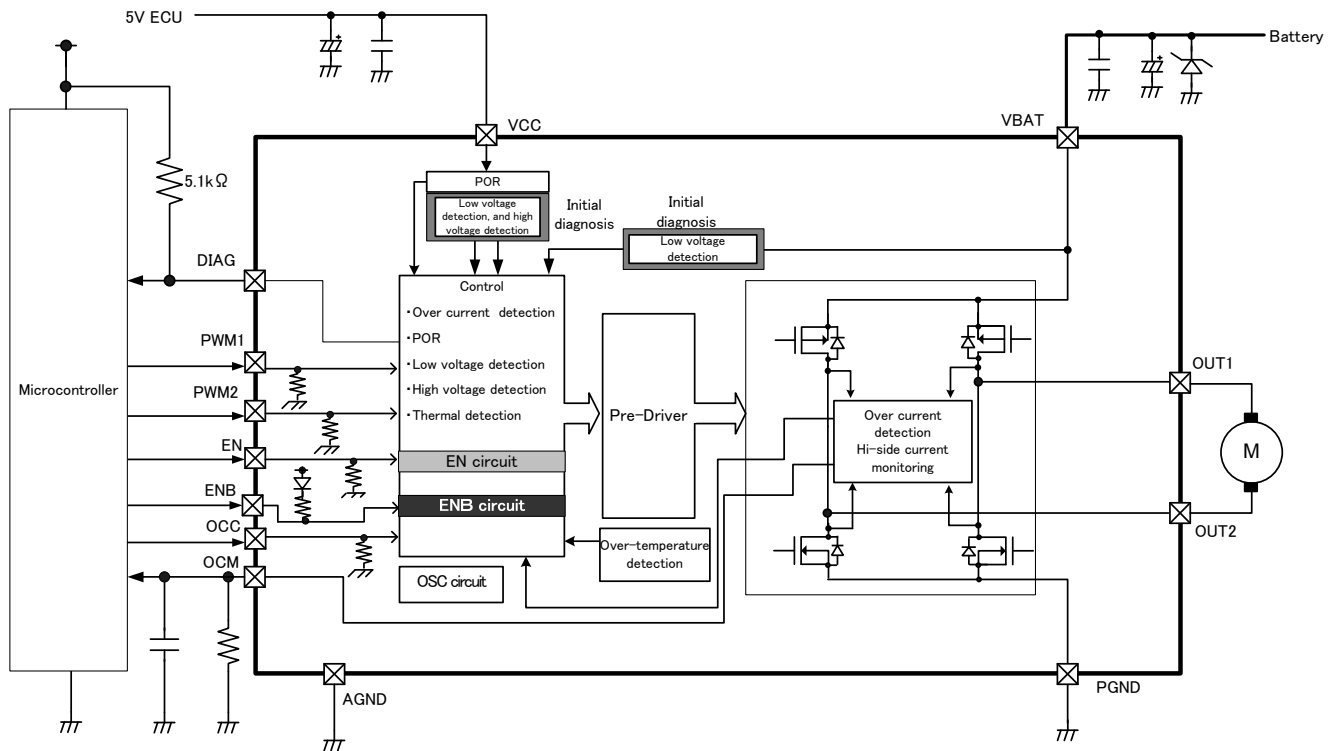 5V ECU
Battery
VCC
VBAT
POR
Low voltage
detection, and high
voltage detection
Initial
diagnosis
Initial
diagnosis
Low voltage
detection
5.1kΩ
DIAG
Control
・Over current detection
・POR
・Low voltage detection
・High voltage detection
・Thermal detection
EN circuit
ENB circuit
PWM1
PWM2
EN
ENB
OCC
OCM
Microcontroller
Pre-Driver
Over current
detection
Hi-side current
monitoring
OUT1
M
OUT2
Over-temperature
detection
OSC circuit
AGND
PGND